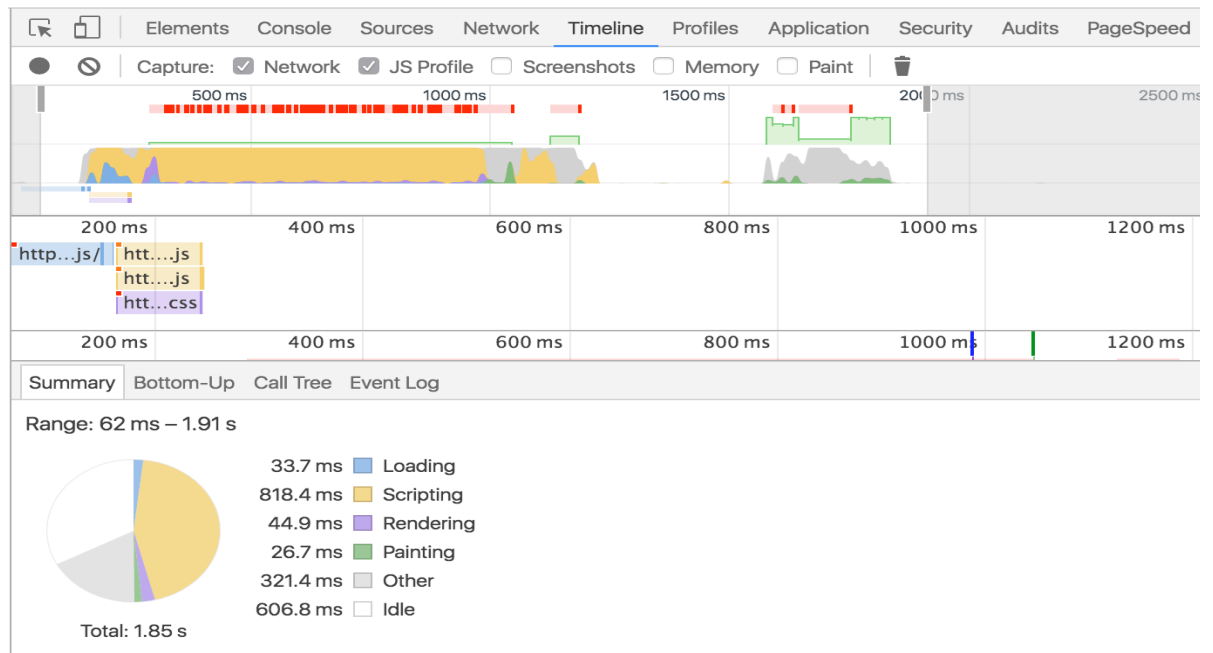 Elements Console Sources Network Timeline Profiles Application Security Audits PageSpeed
Capture: Network JS Profile Screenshots Memory Paint
500 ms 1000 ms 1500 ms 2000 ms 2500 ms
200 ms 400 ms 600 ms 800 ms 1000 ms 1200 ms
http...js/ htt....js
htt....js
htt...css
200 ms 400 ms 600 ms 800 ms 1000 ms 1200 ms
Summary Bottom-Up Call Tree Event Log
Range: 62 ms – 1.91 s
33.7 ms Loading
818.4 ms Scripting
44.9 ms Rendering
26.7 ms Painting
321.4 ms Other
606.8 ms Idle
Total: 1.85 s